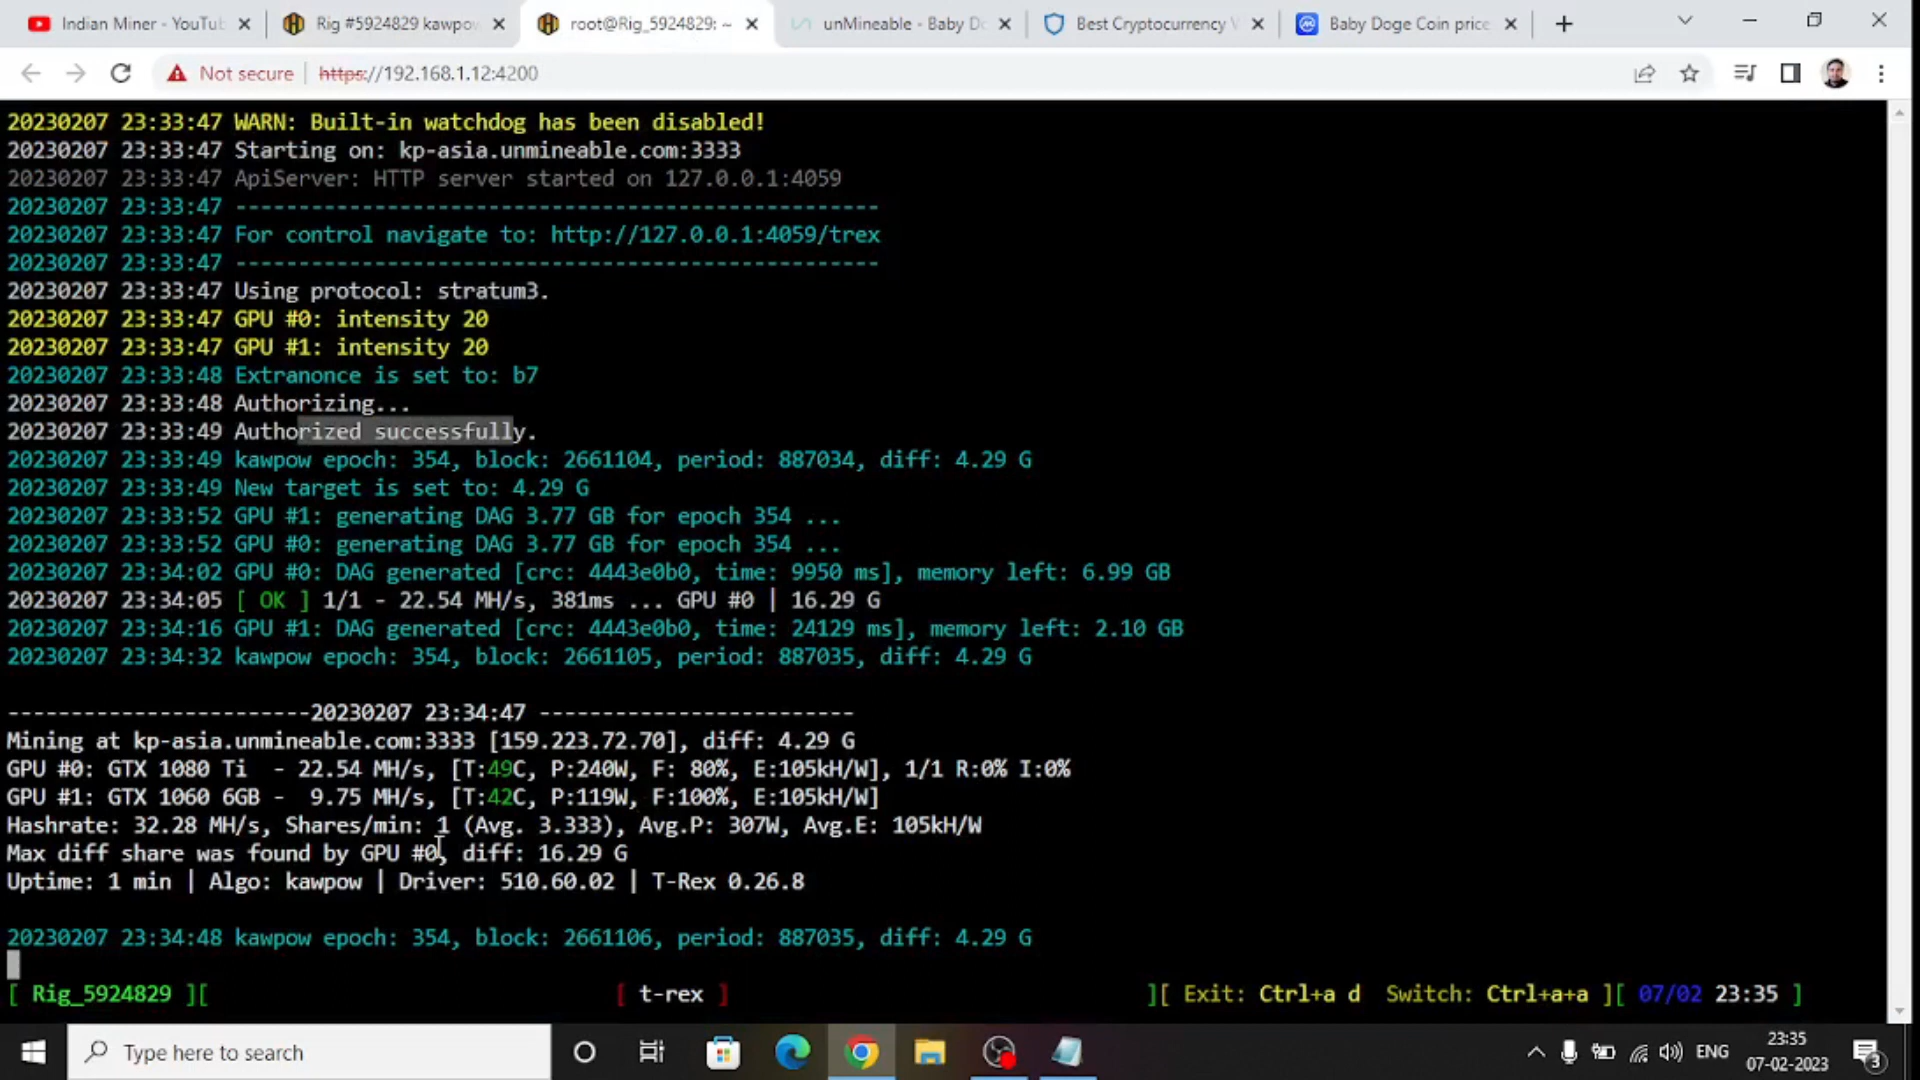 Indian Miner - YouTub
Rig #5924829 kawpow
root@Rig_5924829: ~
unMineable - Baby Do
Best Cryptocurrency W
Baby Doge Coin price
Not secure
https://192.168.1.12:4200
20230207 23:33:47 WARN: Built-in watchdog has been disabled!
20230207 23:33:47 Starting on: kp-asia.unmineable.com:3333
20230207 23:33:47 ApiServer: HTTP server started on 127.0.0.1:4059
20230207 23:33:47 ---------------------------------------------------
20230207 23:33:47 For control navigate to: http://127.0.0.1:4059/trex
20230207 23:33:47 ---------------------------------------------------
20230207 23:33:47 Using protocol: stratum3.
20230207 23:33:47 GPU #0: intensity 20
20230207 23:33:47 GPU #1: intensity 20
20230207 23:33:48 Extranonce is set to: b7
20230207 23:33:48 Authorizing...
20230207 23:33:49 Authorized successfully.
20230207 23:33:49 kawpow epoch: 354, block: 2661104, period: 887034, diff: 4.29 G
20230207 23:33:49 New target is set to: 4.29 G
20230207 23:33:52 GPU #1: generating DAG 3.77 GB for epoch 354 ...
20230207 23:33:52 GPU #0: generating DAG 3.77 GB for epoch 354 ...
20230207 23:34:02 GPU #0: DAG generated [crc: 4443e0b0, time: 9950 ms], memory left: 6.99 GB
20230207 23:34:05 [ OK ] 1/1 - 22.54 MH/s, 381ms ... GPU #0 | 16.29 G
20230207 23:34:16 GPU #1: DAG generated [crc: 4443e0b0, time: 24129 ms], memory left: 2.10 GB
20230207 23:34:32 kawpow epoch: 354, block: 2661105, period: 887035, diff: 4.29 G
------------------------20230207 23:34:47 -------------------------
Mining at kp-asia.unmineable.com:3333 [159.223.72.70], diff: 4.29 G
GPU #0: GTX 1080 Ti  - 22.54 MH/s, [T:49C, P:240W, F: 80%, E:105kH/W], 1/1 R:0% I:0%
GPU #1: GTX 1060 6GB -  9.75 MH/s, [T:42C, P:119W, F:100%, E:105kH/W]
Hashrate: 32.28 MH/s, Shares/min: 1 (Avg. 3.333), Avg.P: 307W, Avg.E: 105kH/W
Max diff share was found by GPU #0, diff: 16.29 G
Uptime: 1 min | Algo: kawpow | Driver: 510.60.02 | T-Rex 0.26.8
20230207 23:34:48 kawpow epoch: 354, block: 2661106, period: 887035, diff: 4.29 G
[ Rig_5924829 ][ [ t-rex ] ][ Exit: Ctrl+a d  Switch: Ctrl+a+a ][ 07/02 23:35 ]
Type here to search
ENG
23:35
07-02-2023
3